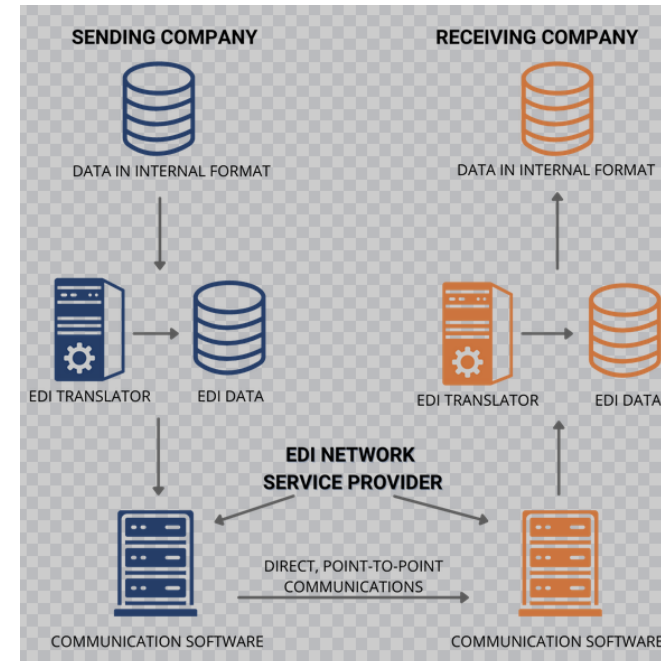 SENDING COMPANY
RECEIVING COMPANY
DATA IN INTERNAL FORMAT
DATA IN INTERNAL FORMAT
EDI TRANSLATOR
EDI DATA
EDI TRANSLATOR
EDI DATA
EDI NETWORK
SERVICE PROVIDER
DIRECT, POINT-TO-POINT
COMMUNICATIONS
COMMUNICATION SOFTWARE
COMMUNICATION SOFTWARE